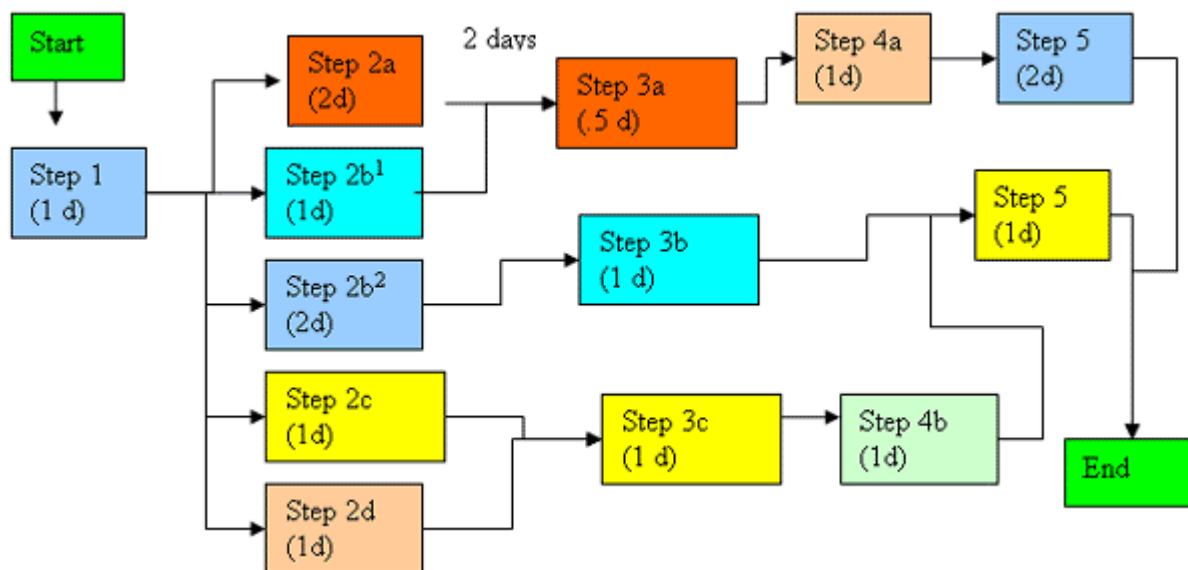 Start
Step 1
(1 d)
Step 2a
(2d)
2 days
Step 2b¹
(1d)
Step 2b²
(2d)
Step 2c
(1d)
Step 2d
(1d)
Step 3a
(.5 d)
Step 3b
(1 d)
Step 3c
(1 d)
Step 4a
(1d)
Step 4b
(1d)
Step 5
(2d)
Step 5
(1d)
End